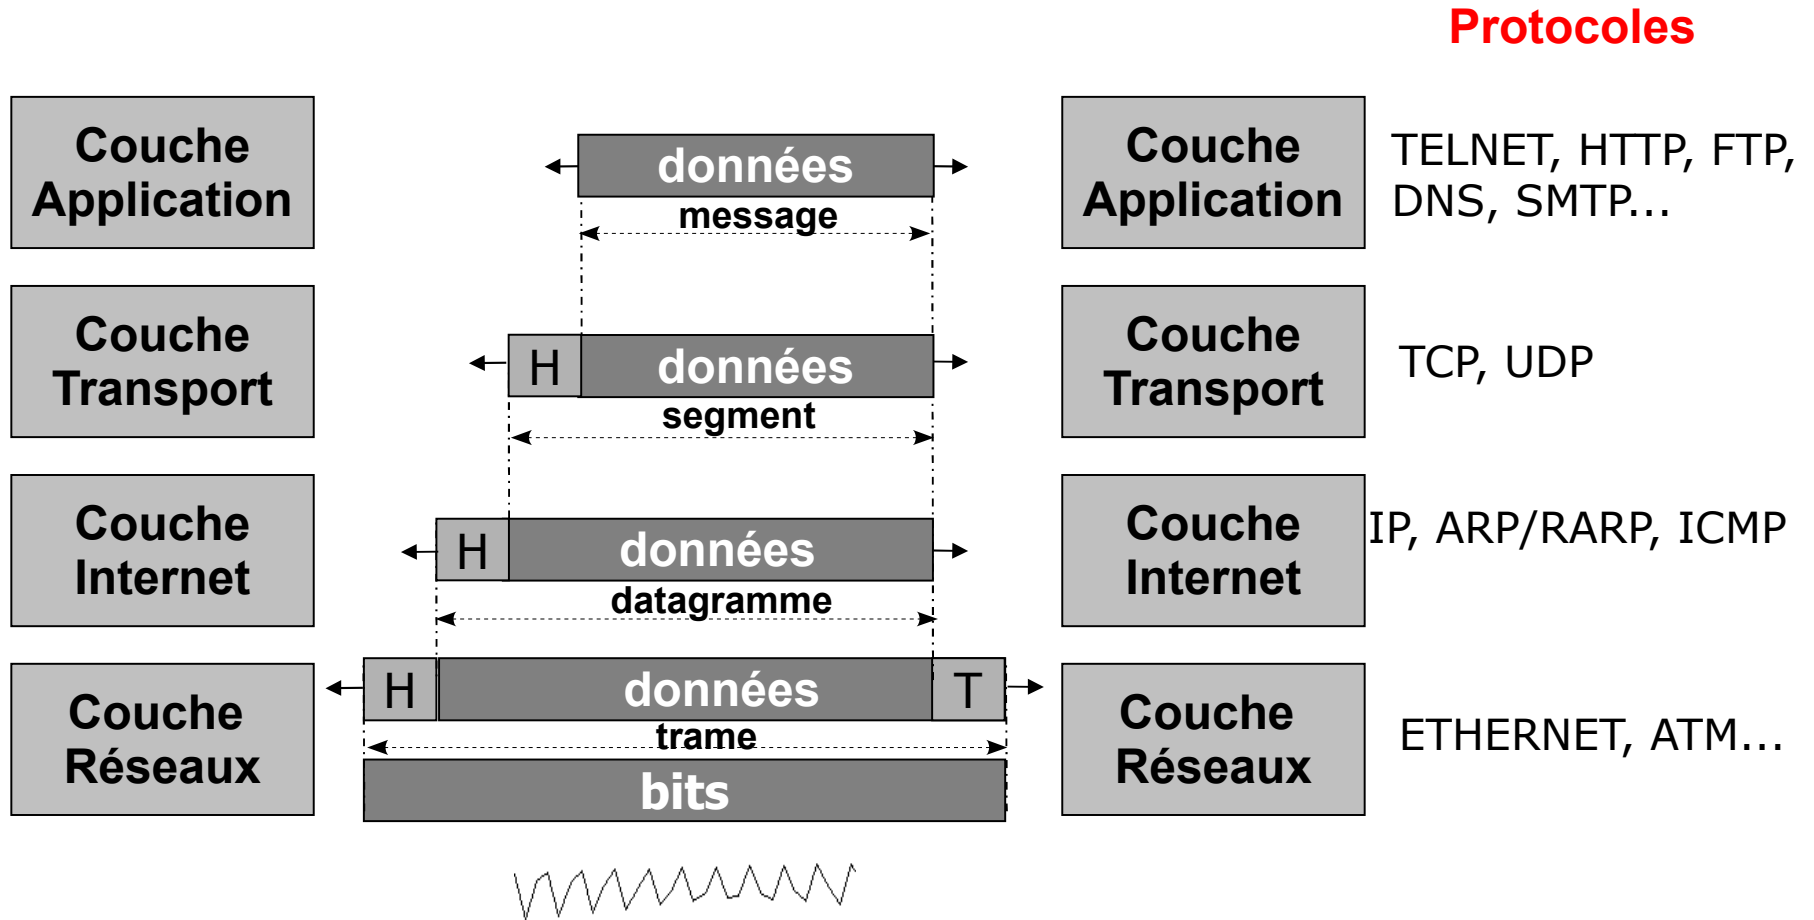 Protocoles
Couche
Application
données
message
Couche
Application
TELNET, HTTP, FTP,
DNS, SMTP...
Couche
Transport
H
données
segment
Couche
Transport
TCP, UDP
Couche
Internet
H
données
datagramme
Couche
Internet
IP, ARP/RARP, ICMP
Couche
Réseaux
H
données
T
trame
bits
Couche
Réseaux
ETHERNET, ATM...